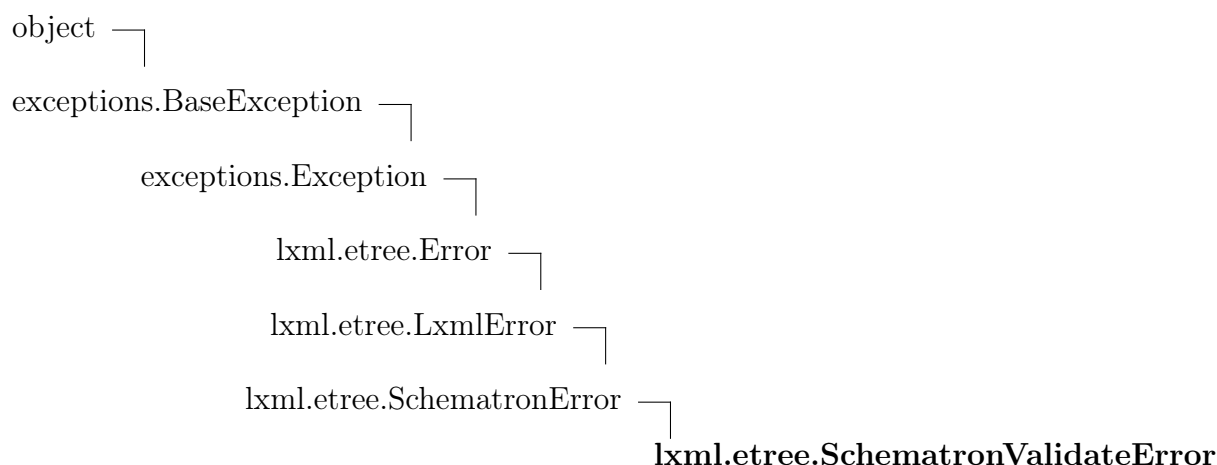 object
exceptions.BaseException
exceptions.Exception
lxml.etree.Error
lxml.etree.LxmlError
lxml.etree.SchematronError
lxml.etree.SchematronValidateError